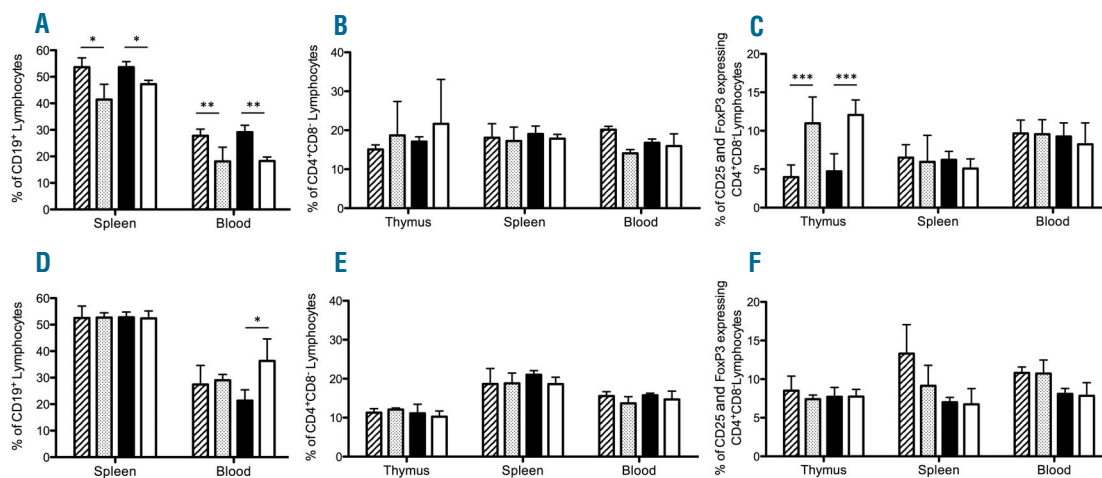 A
% of CD19⁺ Lymphocytes
60
50
40
30
20
10
0
*
*
**
**
Spleen
Blood
B
% of CD4⁺CD8⁻ Lymphocytes
40
30
20
10
0
Thymus
Spleen
Blood
C
% of CD25 and FoxP3 expressing
CD4⁺CD8⁻Lymphocytes
20
15
10
5
0
***
***
Thymus
Spleen
Blood
D
% of CD19⁺ Lymphocytes
60
50
40
30
20
10
0
*
Spleen
Blood
E
% of CD4⁺CD8⁻ Lymphocytes
40
30
20
10
0
Thymus
Spleen
Blood
F
% of CD25 and FoxP3 expressing
CD4⁺CD8⁻Lymphocytes
20
15
10
5
0
Thymus
Spleen
Blood